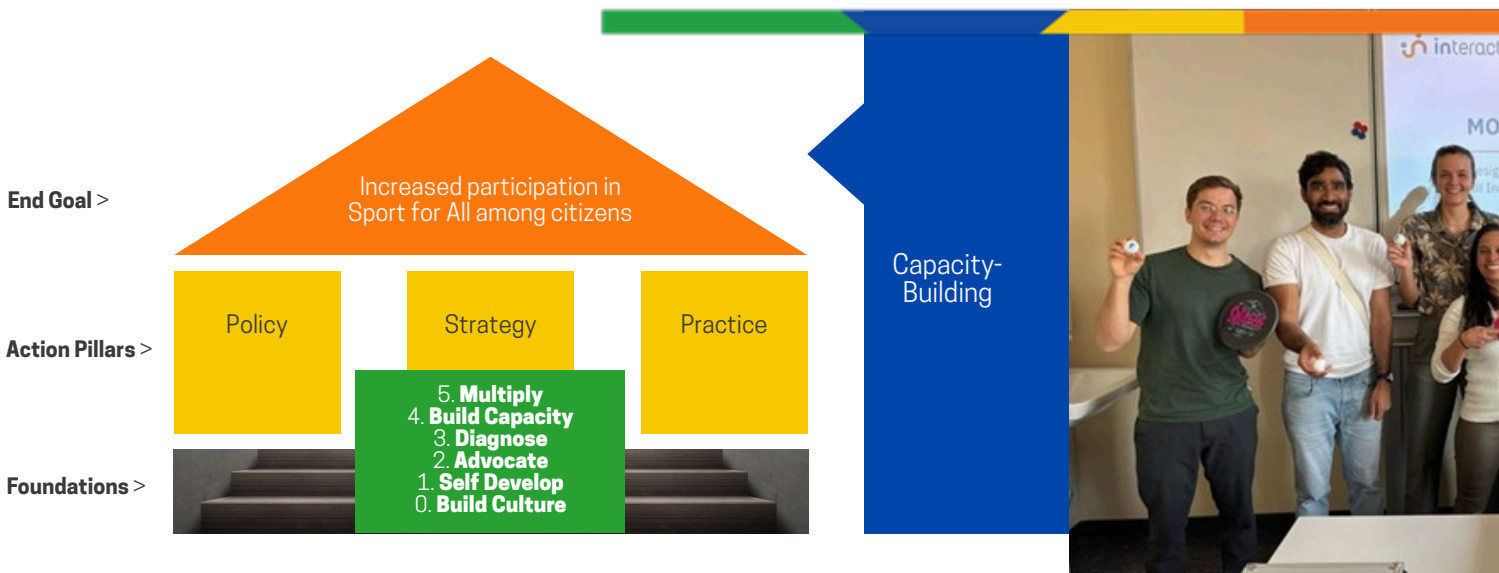 End Goal >
Increased participation in
Sport for All among citizens
Action Pillars >
Policy
Strategy
Practice
5. Multiply
4. Build Capacity
3. Diagnose
2. Advocate
1. Self Develop
0. Build Culture
Foundations >
Capacity-
Building
interact
MO